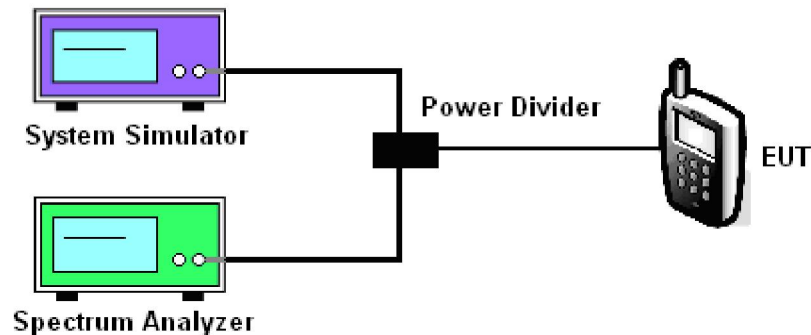 System Simulator
Power Divider
EUT
Spectrum Analyzer